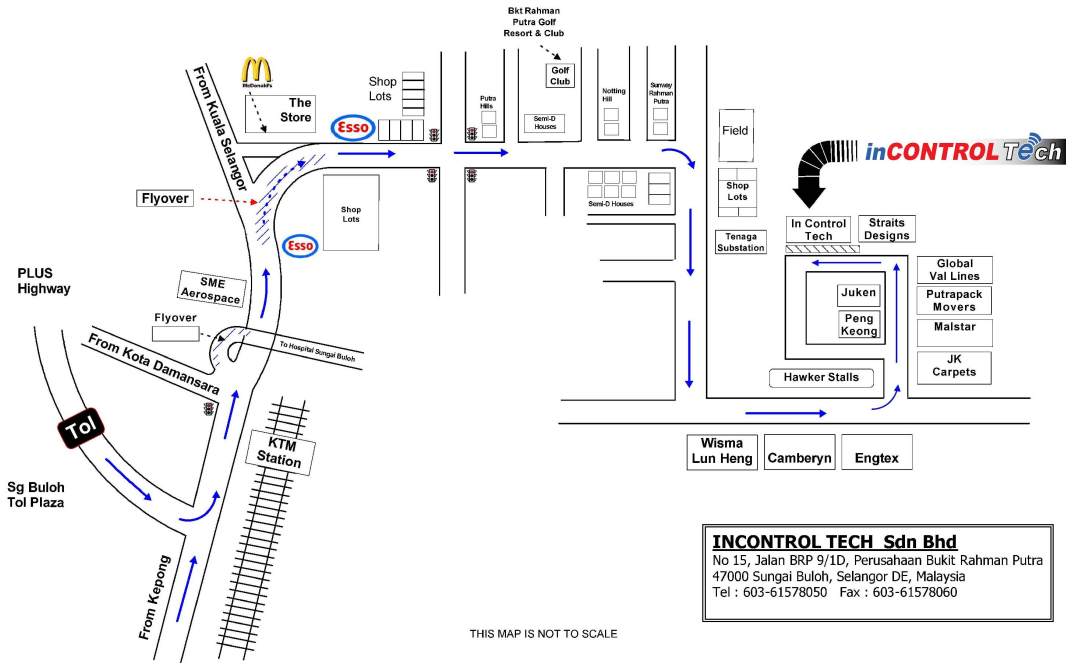 Bkt Rahman
Putra Golf
Resort & Club
McDonald's
The
Store
Shop
Lots
Esso
From Kuala Selangor
Flyover
Shop
Lots
Esso
Putra
Hills
Golf
Club
Semi-D
Houses
Notting
Hill
Sunway
Rahman
Putra
Field
Shop
Lots
Semi-D Houses
Tenaga
Substation
inCONTROL Tech
In Control
Tech
Straits
Designs
Global
Val Lines
Juken
Putrapack
Movers
Peng
Keong
Malstar
JK
Carpets
Hawker Stalls
PLUS
Highway
SME
Aerospace
Flyover
To Hospital Sungai Buloh
From Kota Damansara
Tol
KTM
Station
Sg Buloh
Tol Plaza
From Kepong
Wisma
Lun Heng
Camberyn
Engtex
INCONTROL TECH Sdn Bhd
No 15, Jalan BRP 9/1D, Perusahaan Bukit Rahman Putra
47000 Sungai Buloh, Selangor DE, Malaysia
Tel : 603-61578050 Fax : 603-61578060
THIS MAP IS NOT TO SCALE